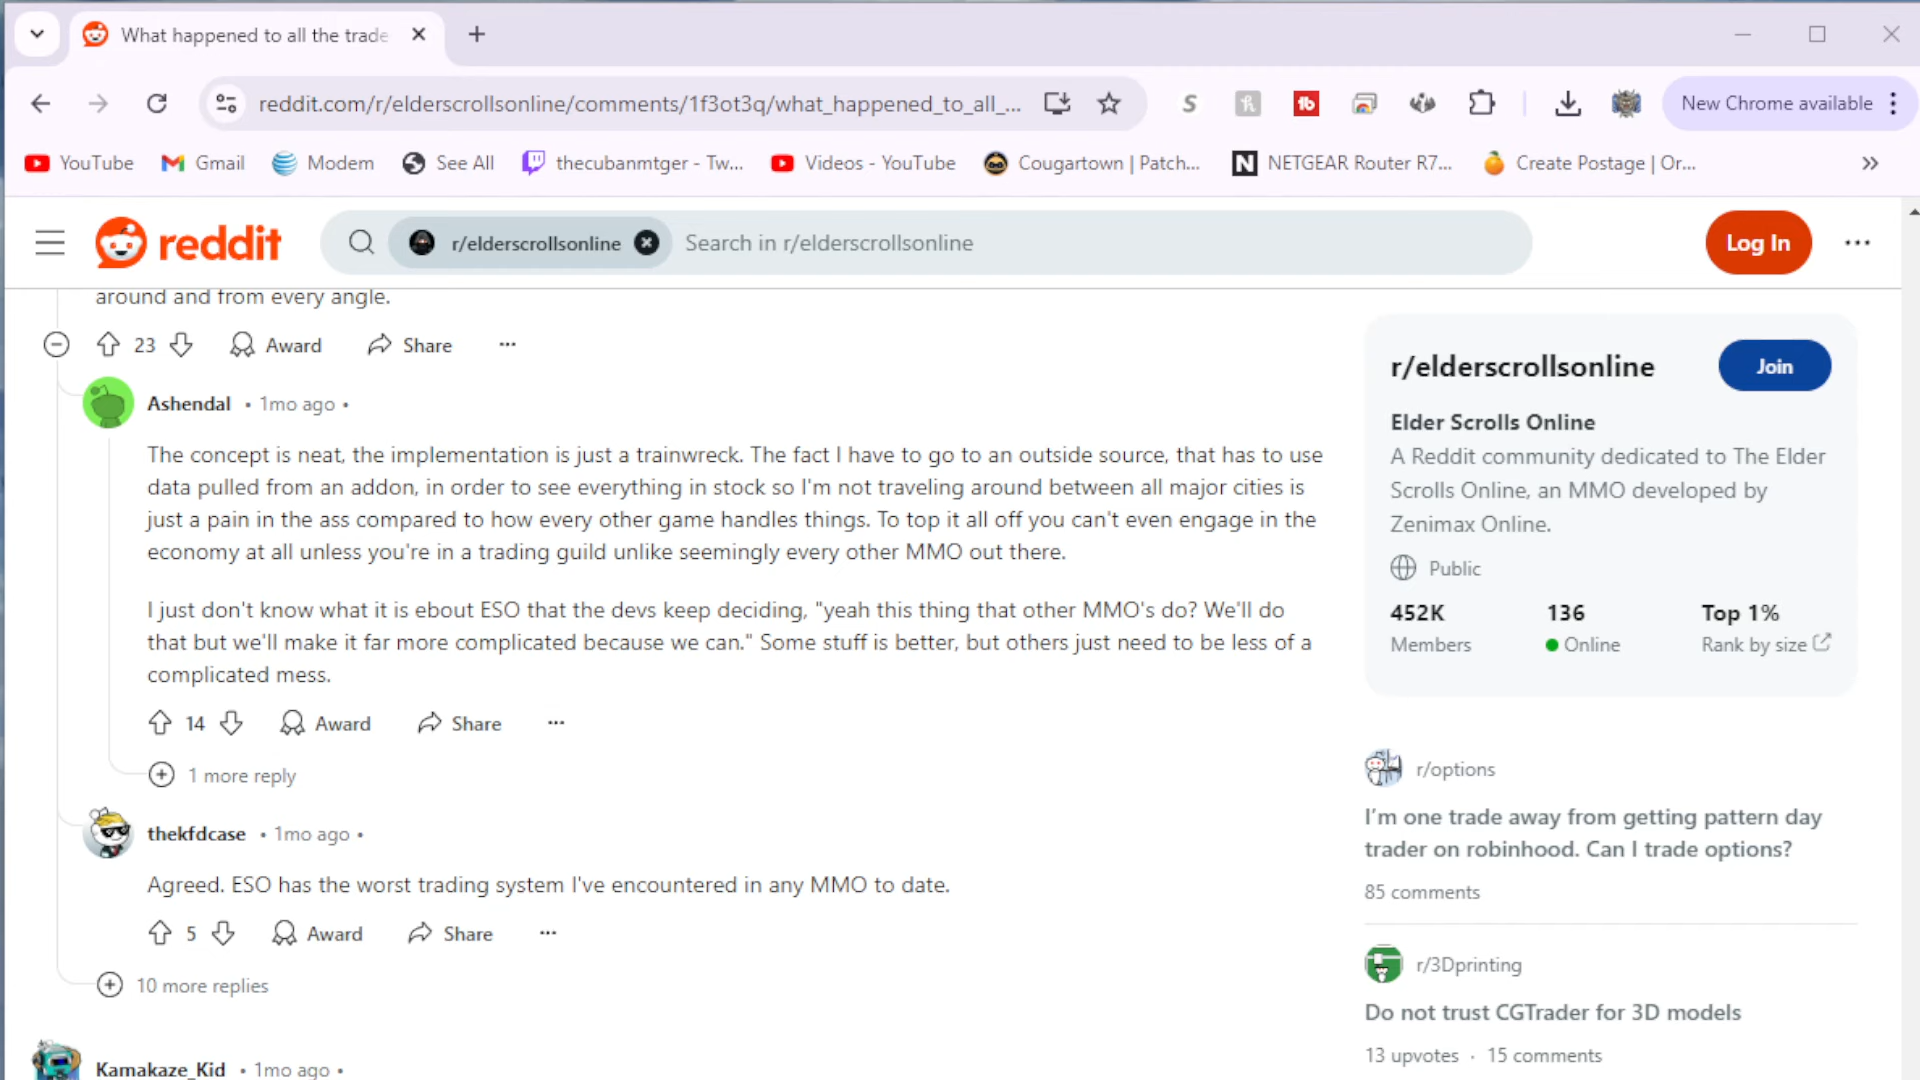 What happened to all the trade
reddit.com/r/elderscrollsonline/comments/1f3ot3q/what_happened_to_all_...
New Chrome available
YouTube
Gmail
Modem
See All
thecubanmtger - Tw...
Videos - YouTube
Cougartown | Patch...
NETGEAR Router R7...
Create Postage | Or...
reddit
r/elderscrollsonline
Search in r/elderscrollsonline
Log In
around and from every angle.
23
Award
Share
Ashendal • 1mo ago •
The concept is neat, the implementation is just a trainwreck. The fact I have to go to an outside source, that has to use
data pulled from an addon, in order to see everything in stock so I'm not traveling around between all major cities is
just a pain in the ass compared to how every other game handles things. To top it all off you can't even engage in the
economy at all unless you're in a trading guild unlike seemingly every other MMO out there.
I just don't know what it is ebout ESO that the devs keep deciding, "yeah this thing that other MMO's do? We'll do
that but we'll make it far more complicated because we can." Some stuff is better, but others just need to be less of a
complicated mess.
14
Award
Share
1 more reply
thekfdcase • 1mo ago •
Agreed. ESO has the worst trading system I've encountered in any MMO to date.
5
Award
Share
10 more replies
Kamakaze_Kid • 1mo ago •
r/elderscrollsonline
Join
Elder Scrolls Online
A Reddit community dedicated to The Elder
Scrolls Online, an MMO developed by
Zenimax Online.
Public
452K
136
Top 1%
Members
Online
Rank by size
r/options
I'm one trade away from getting pattern day
trader on robinhood. Can I trade options?
85 comments
r/3Dprinting
Do not trust CGTrader for 3D models
13 upvotes · 15 comments